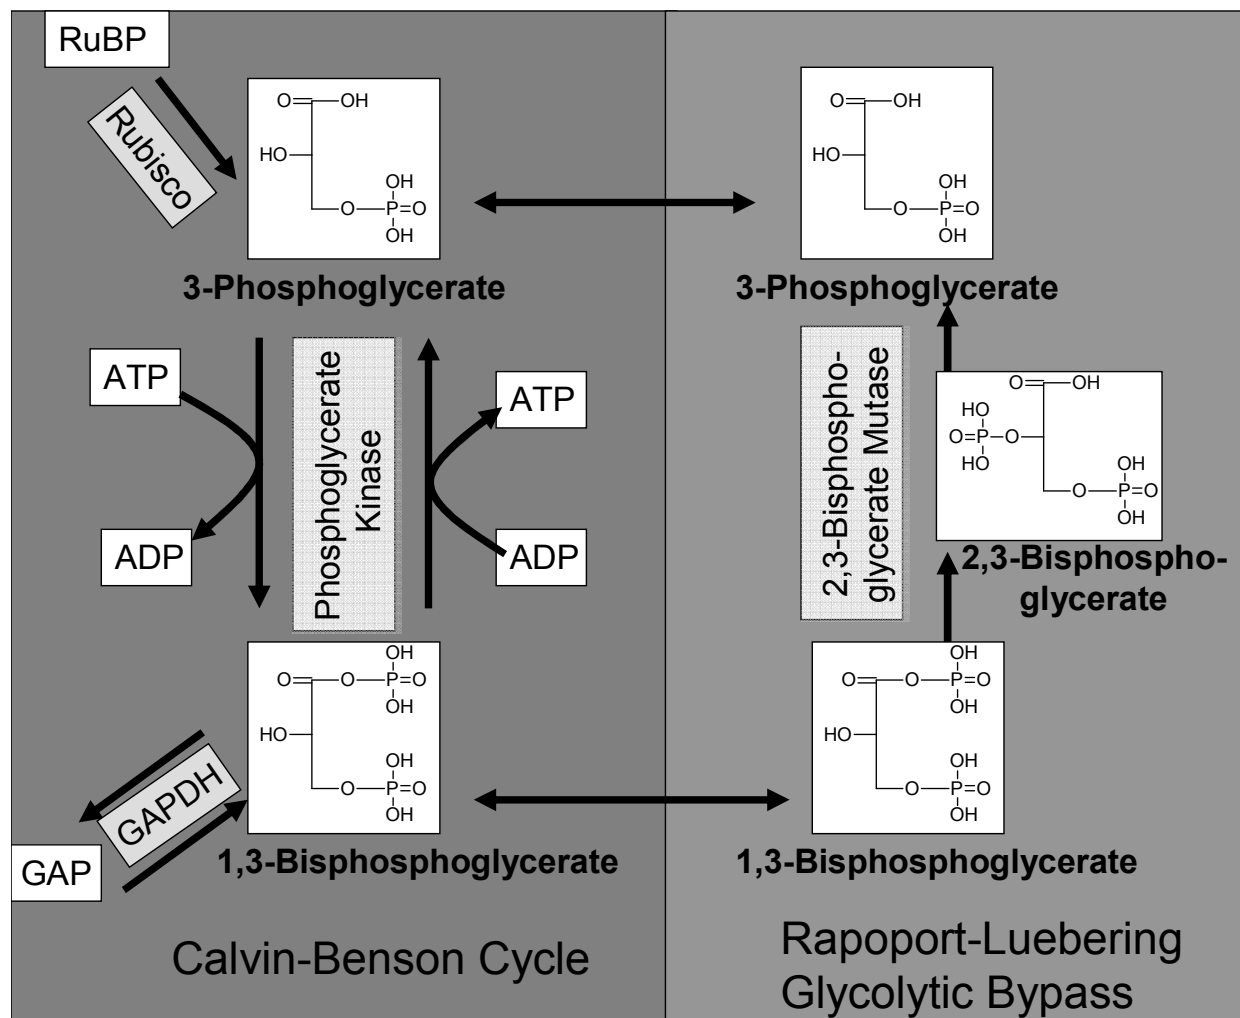 RuBP
Rubisco
O
OH
HO
OH
O
P
O
OH
3-Phosphoglycerate
O
OH
HO
OH
O
P
O
OH
3-Phosphoglycerate
ATP
ADP
Phosphoglycerate
Kinase
ATP
ADP
2,3-Bisphospho-
glycerate Mutase
O
OH
HO
O
P
O
HO
OH
O
P
O
OH
2,3-Bisphospho-
glycerate
OH
O
O
P
O
OH
HO
OH
O
P
O
OH
1,3-Bisphosphoglycerate
OH
O
O
P
O
OH
HO
OH
O
P
O
OH
1,3-Bisphosphoglycerate
GAPDH
GAP
Calvin-Benson Cycle
Rapoport-Luebering
Glycolytic Bypass